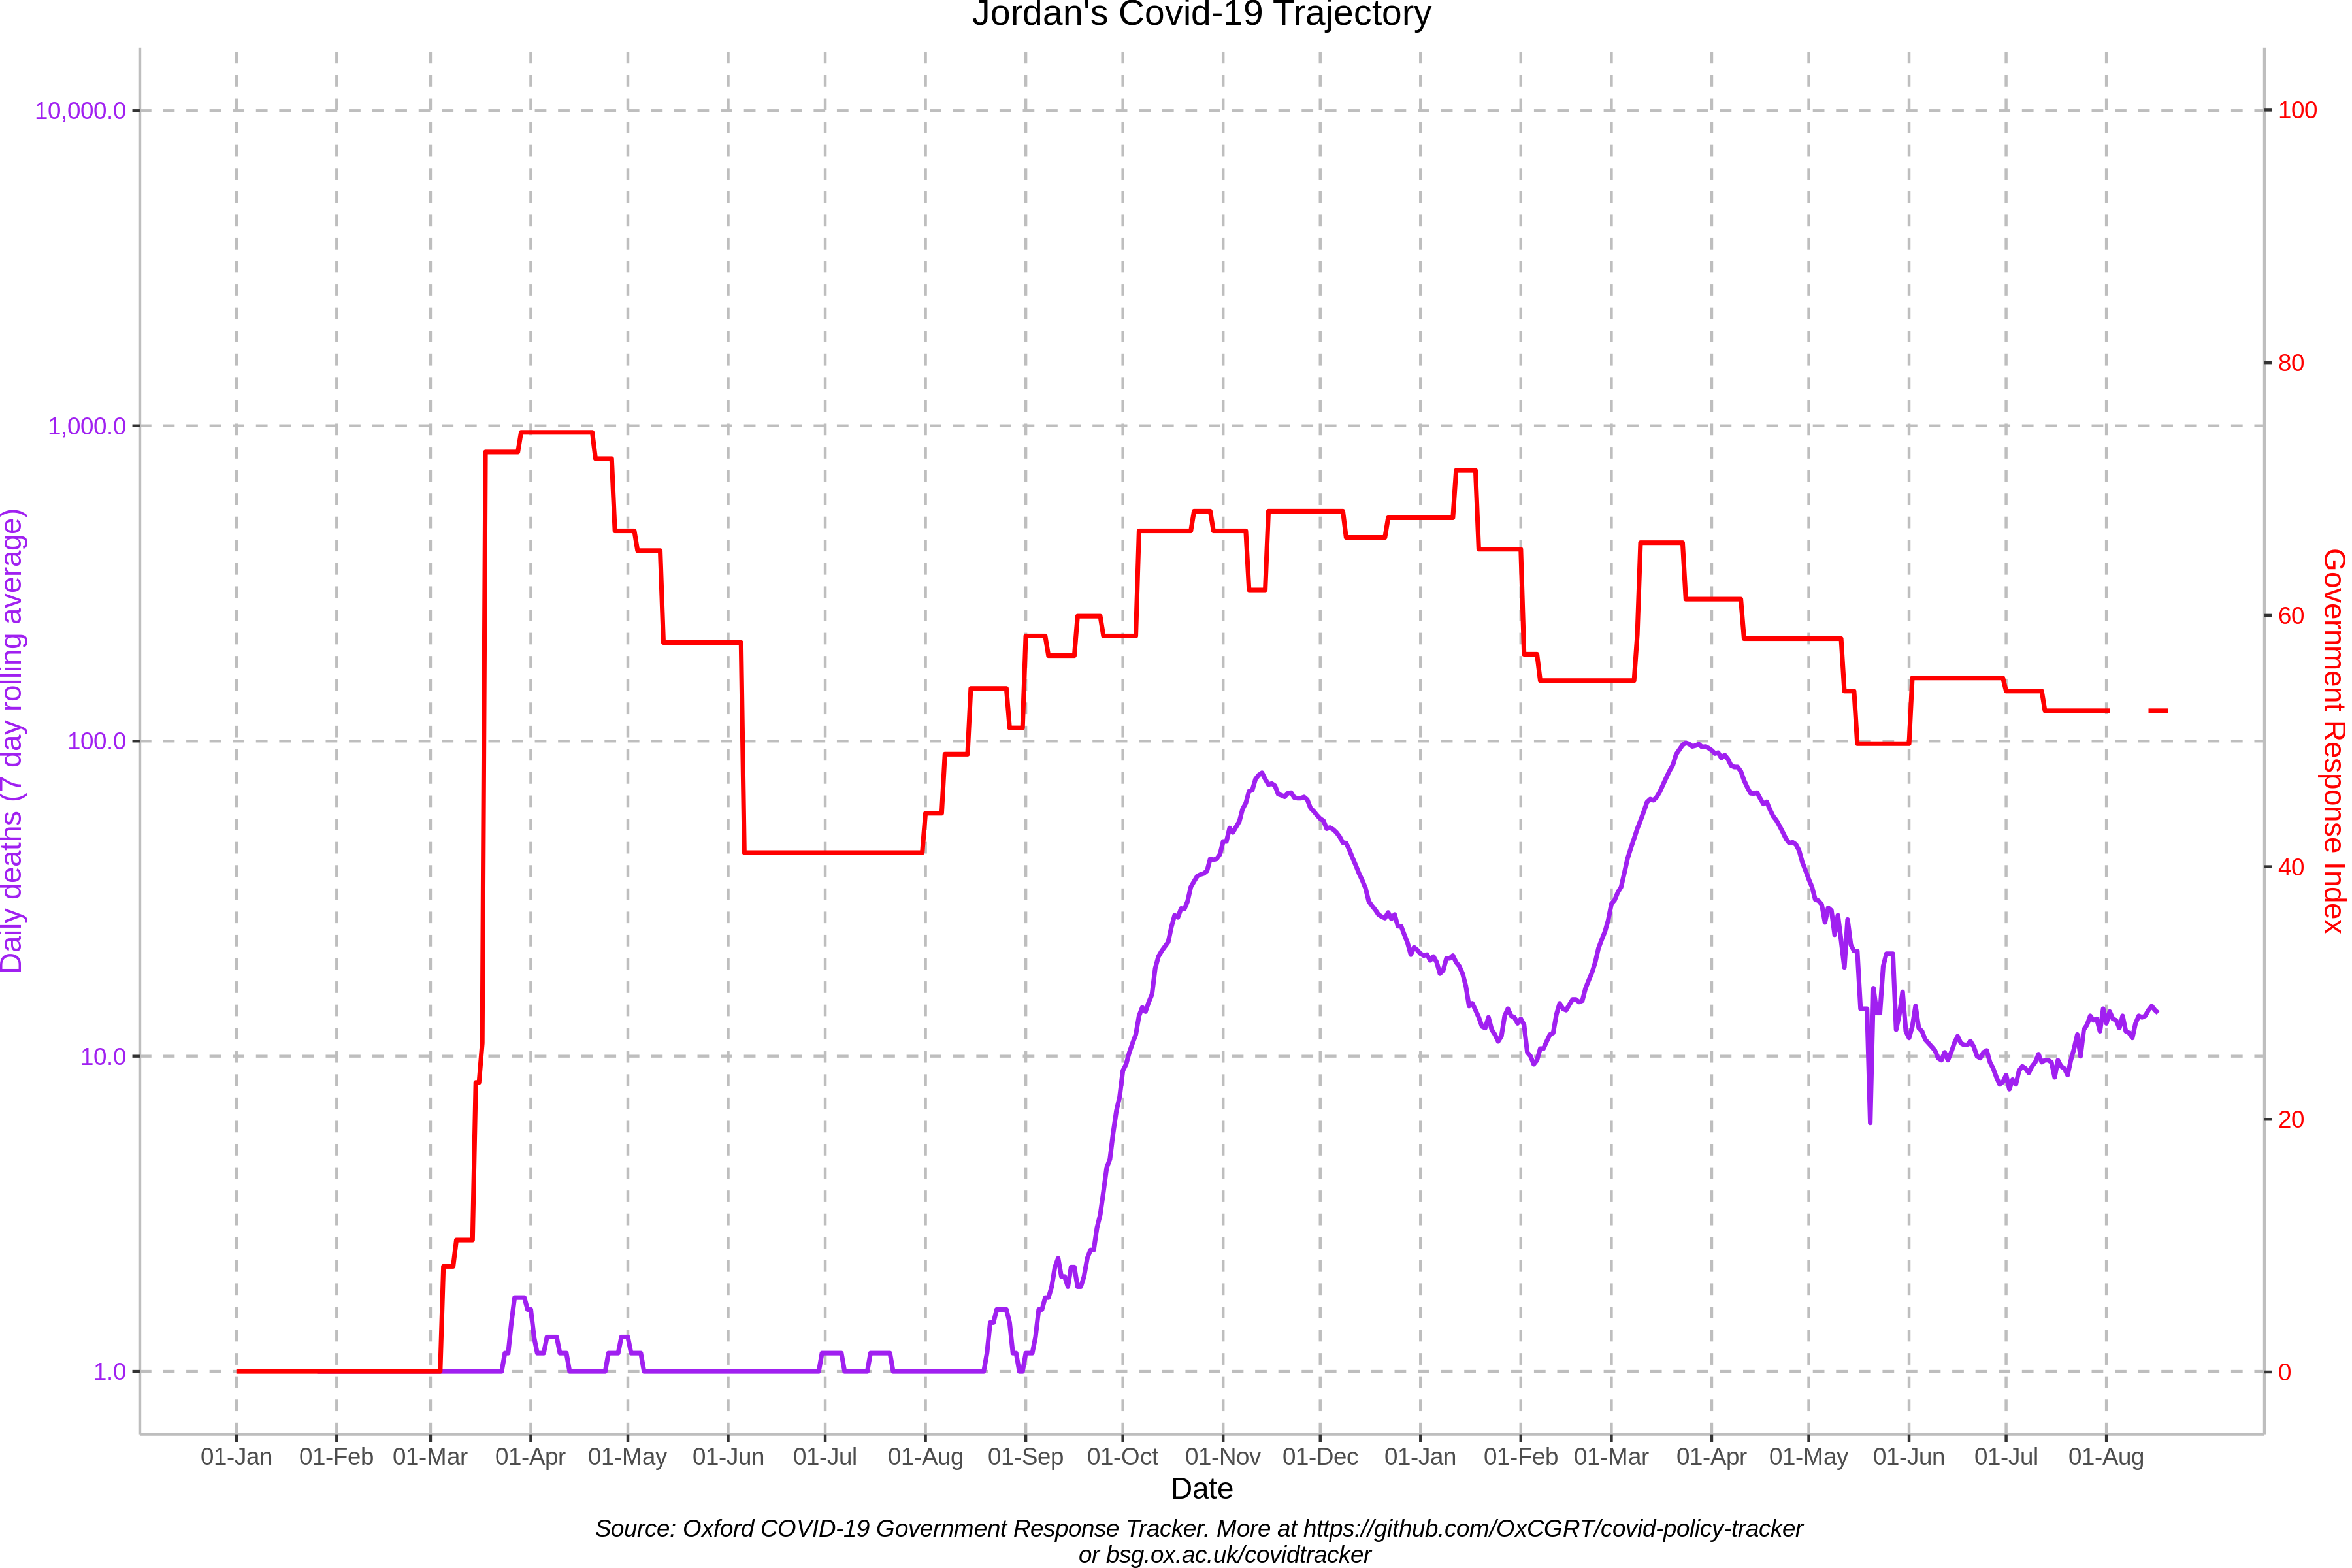 Jordan's Covid-19 Trajectory
10,000.0
1,000.0
100.0
10.0
1.0
Daily deaths (7 day rolling average)
100
80
60
40
20
0
Government Response Index
01-Jan 01-Feb 01-Mar 01-Apr 01-May 01-Jun 01-Jul 01-Aug 01-Sep 01-Oct 01-Nov 01-Dec 01-Jan 01-Feb 01-Mar 01-Apr 01-May 01-Jun 01-Jul 01-Aug
Date
Source: Oxford COVID-19 Government Response Tracker. More at https://github.com/OxCGRT/covid-policy-tracker
or bsg.ox.ac.uk/covidtracker